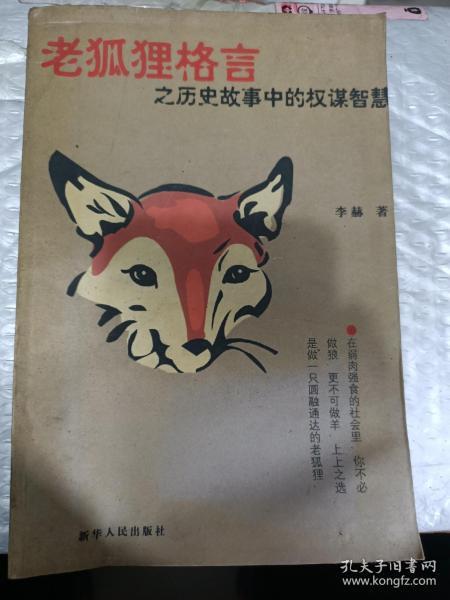 老狐狸格言
之历史故事中的权谋智慧
李赫 著
●在弱肉强食的社会里,你不必
做狼,更不可做羊,上上之选
是做一只圆融通达的老狐狸.
新华人民出版社
孔夫子旧书网
www.kongfz.com